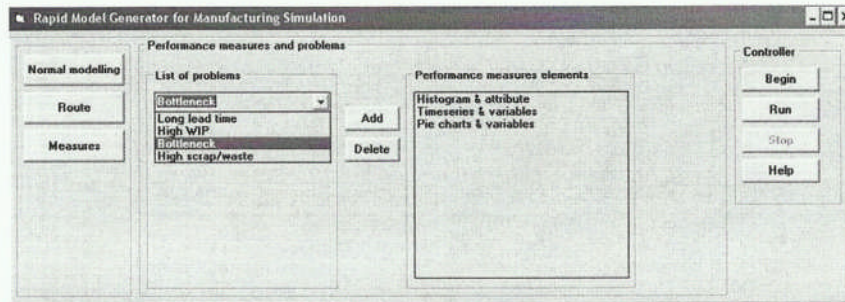 Rapid Model Generator for Manufacturing Simulation
Normal modelling
Route
Measures
Performance measures and problems
List of problems
Bottleneck
Long lead time
High WIP
Bottleneck
High scrap/waste
Add
Delete
Performance measures elements
Histogram & attribute
Timeseries & variables
Pie charts & variables
Controller
Begin
Run
Stop
Help